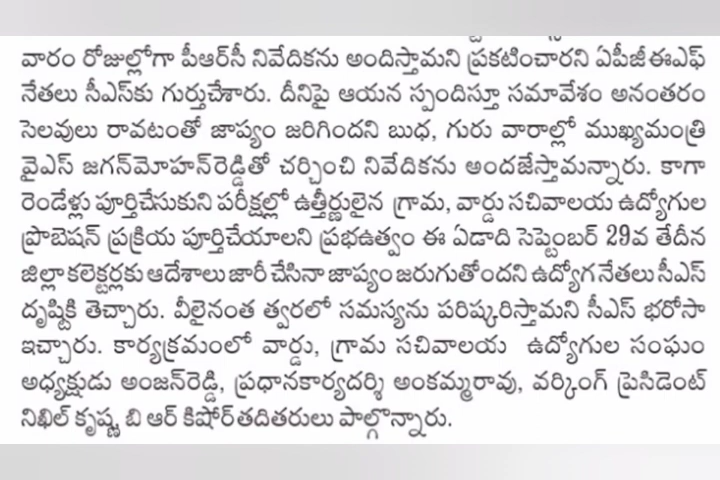 వారం రోజుల్లోగా పీఆర్‌సీ నివేదికను అందిస్తామని ప్రకటించారని ఏపీజీఈఎఫ్
నేతలు సీఎస్‌కు గుర్తుచేశారు. దీనిపై ఆయన స్పందిస్తూ సమావేశం అనంతరం
సెలవులు రావటంతో జాప్యం జరిగిందని బుధ, గురు వారాల్లో ముఖ్యమంత్రి
వైఎస్ జగన్‌మోహన్‌రెడ్డితో చర్చించి నివేదికను అందజేస్తామన్నారు. కాగా
రెండేళ్లు పూర్తిచేసుకుని పరీక్షల్లో ఉత్తీర్ణులైన గ్రామ, వార్డు సచివాలయ ఉద్యోగుల
ప్రొబెషన్ ప్రక్రియ పూర్తిచేయాలని ప్రభఉత్వం ఈ ఏడాది సెప్టెంబర్ 29వ తేదీన
జిల్లా కలెక్టర్లకు ఆదేశాలు జారీ చేసినా జాప్యం జరుగుతోందని ఉద్యోగ నేతలు సీఎస్
దృష్టికి తెచ్చారు. వీలైనంత త్వరలో సమస్యను పరిష్కరిస్తామని సీఎస్ భరోసా
ఇచ్చారు. కార్యక్రమంలో వార్డు, గ్రామ సచివాలయ ఉద్యోగుల సంఘం
అధ్యక్షుడు అంజన్‌రెడ్డి, ప్రధానకార్యదర్శి అంకమ్మరావు, వర్కింగ్ ప్రెసిడెంట్
నిఖిల్ కృష్ణ బి ఆర్ కిషోర్‌తదితరులు పాల్గొన్నారు.